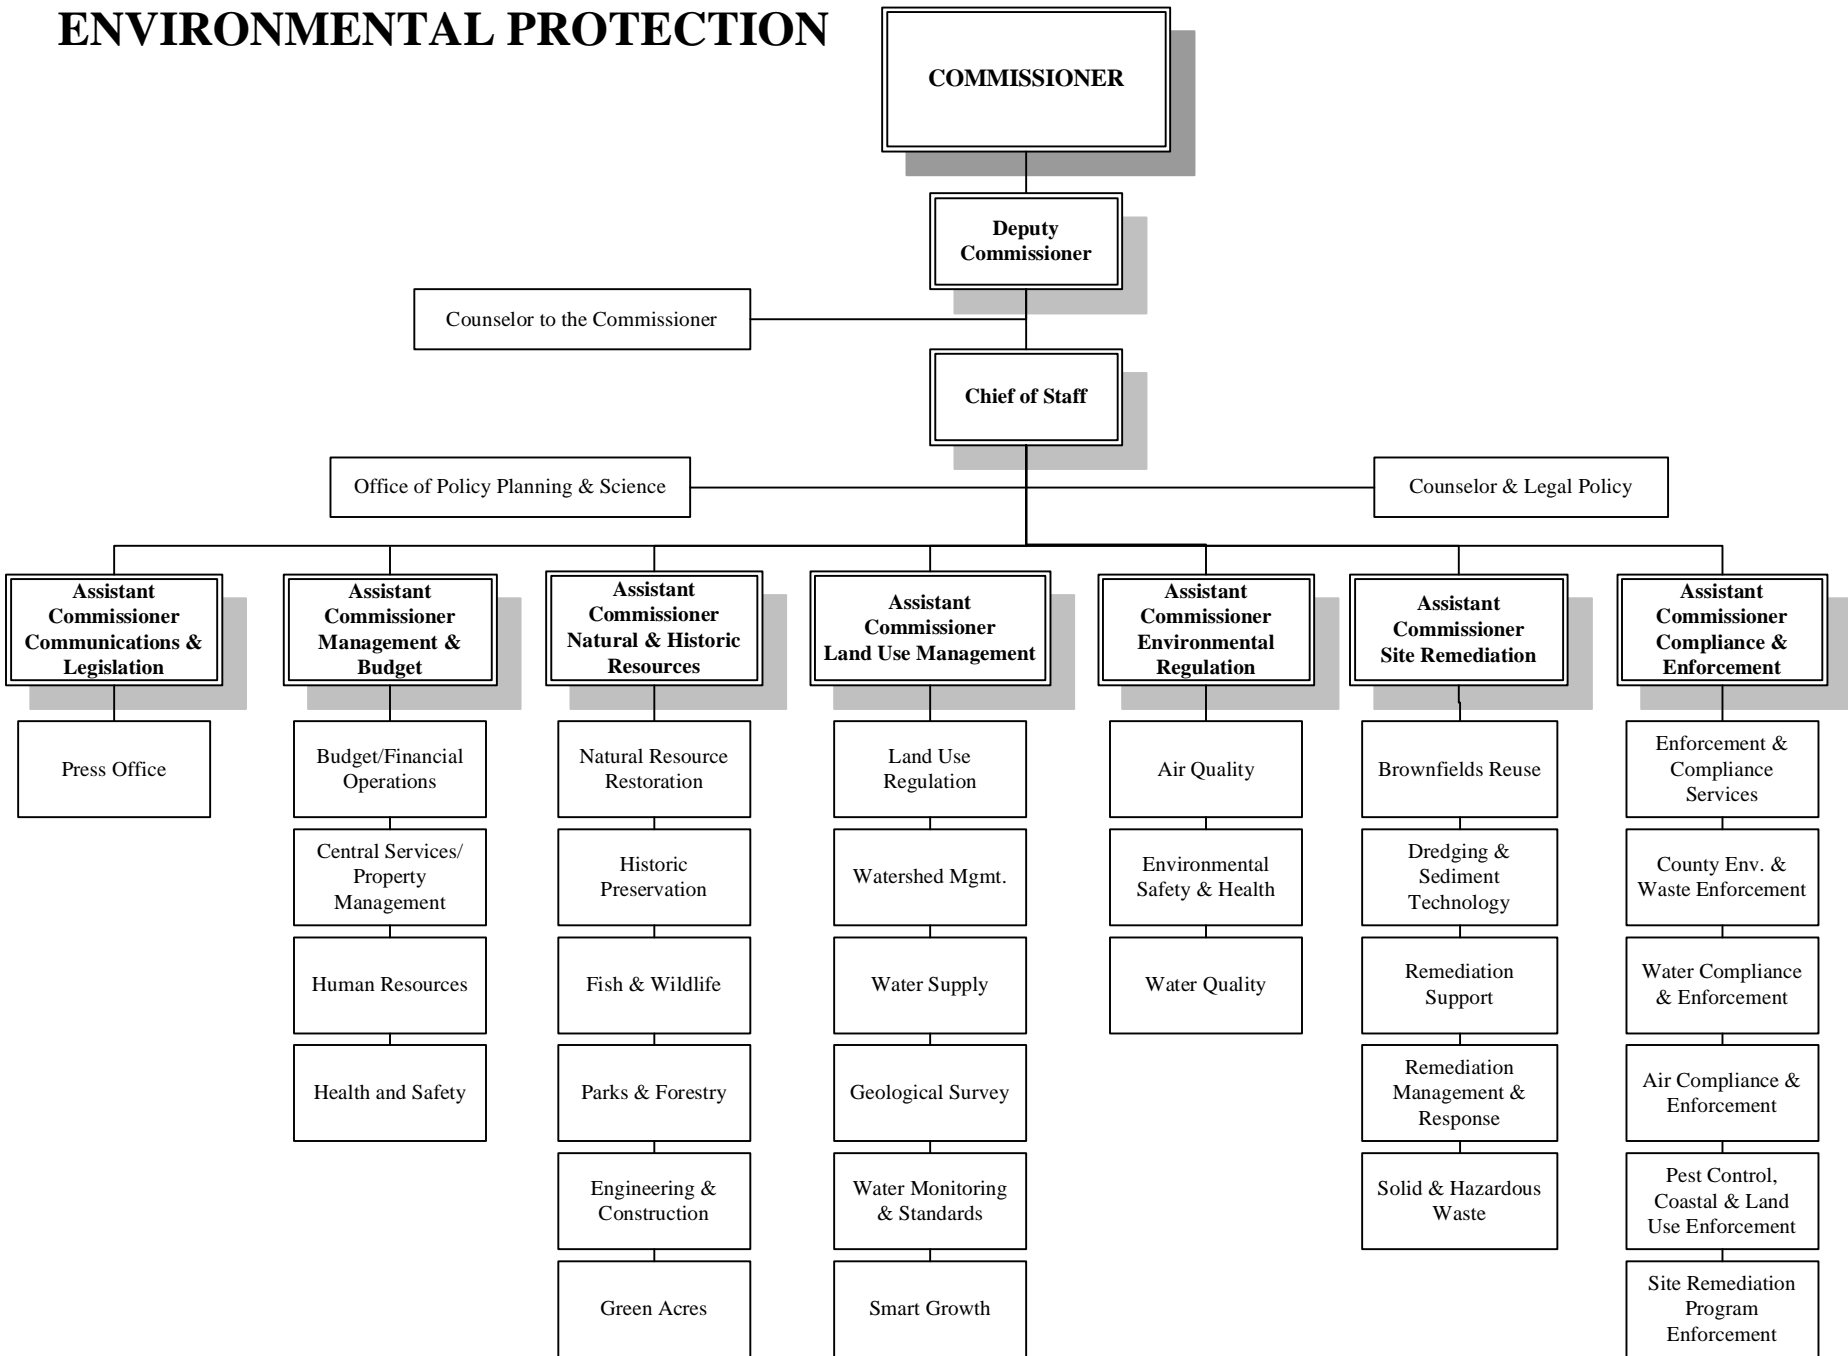 ENVIRONMENTAL PROTECTION
COMMISSIONER
Deputy
Commissioner
Counselor to the Commissioner
Chief of Staff
Office of Policy Planning & Science
Counselor & Legal Policy
Assistant
Commissioner
Communications &
Legislation
Press Office
Assistant
Commissioner
Management &
Budget
Budget/Financial
Operations
Central Services/
Property
Management
Human Resources
Health and Safety
Assistant
Commissioner
Natural & Historic
Resources
Natural Resource
Restoration
Historic
Preservation
Fish & Wildlife
Parks & Forestry
Engineering &
Construction
Green Acres
Assistant
Commissioner
Land Use Management
Land Use
Regulation
Watershed Mgmt.
Water Supply
Geological Survey
Water Monitoring
& Standards
Smart Growth
Assistant
Commissioner
Environmental
Regulation
Air Quality
Environmental
Safety & Health
Water Quality
Assistant
Commissioner
Site Remediation
Brownfields Reuse
Dredging &
Sediment
Technology
Remediation
Support
Remediation
Management &
Response
Solid & Hazardous
Waste
Assistant
Commissioner
Compliance &
Enforcement
Enforcement &
Compliance
Services
County Env. &
Waste Enforcement
Water Compliance
& Enforcement
Air Compliance &
Enforcement
Pest Control,
Coastal & Land
Use Enforcement
Site Remediation
Program
Enforcement